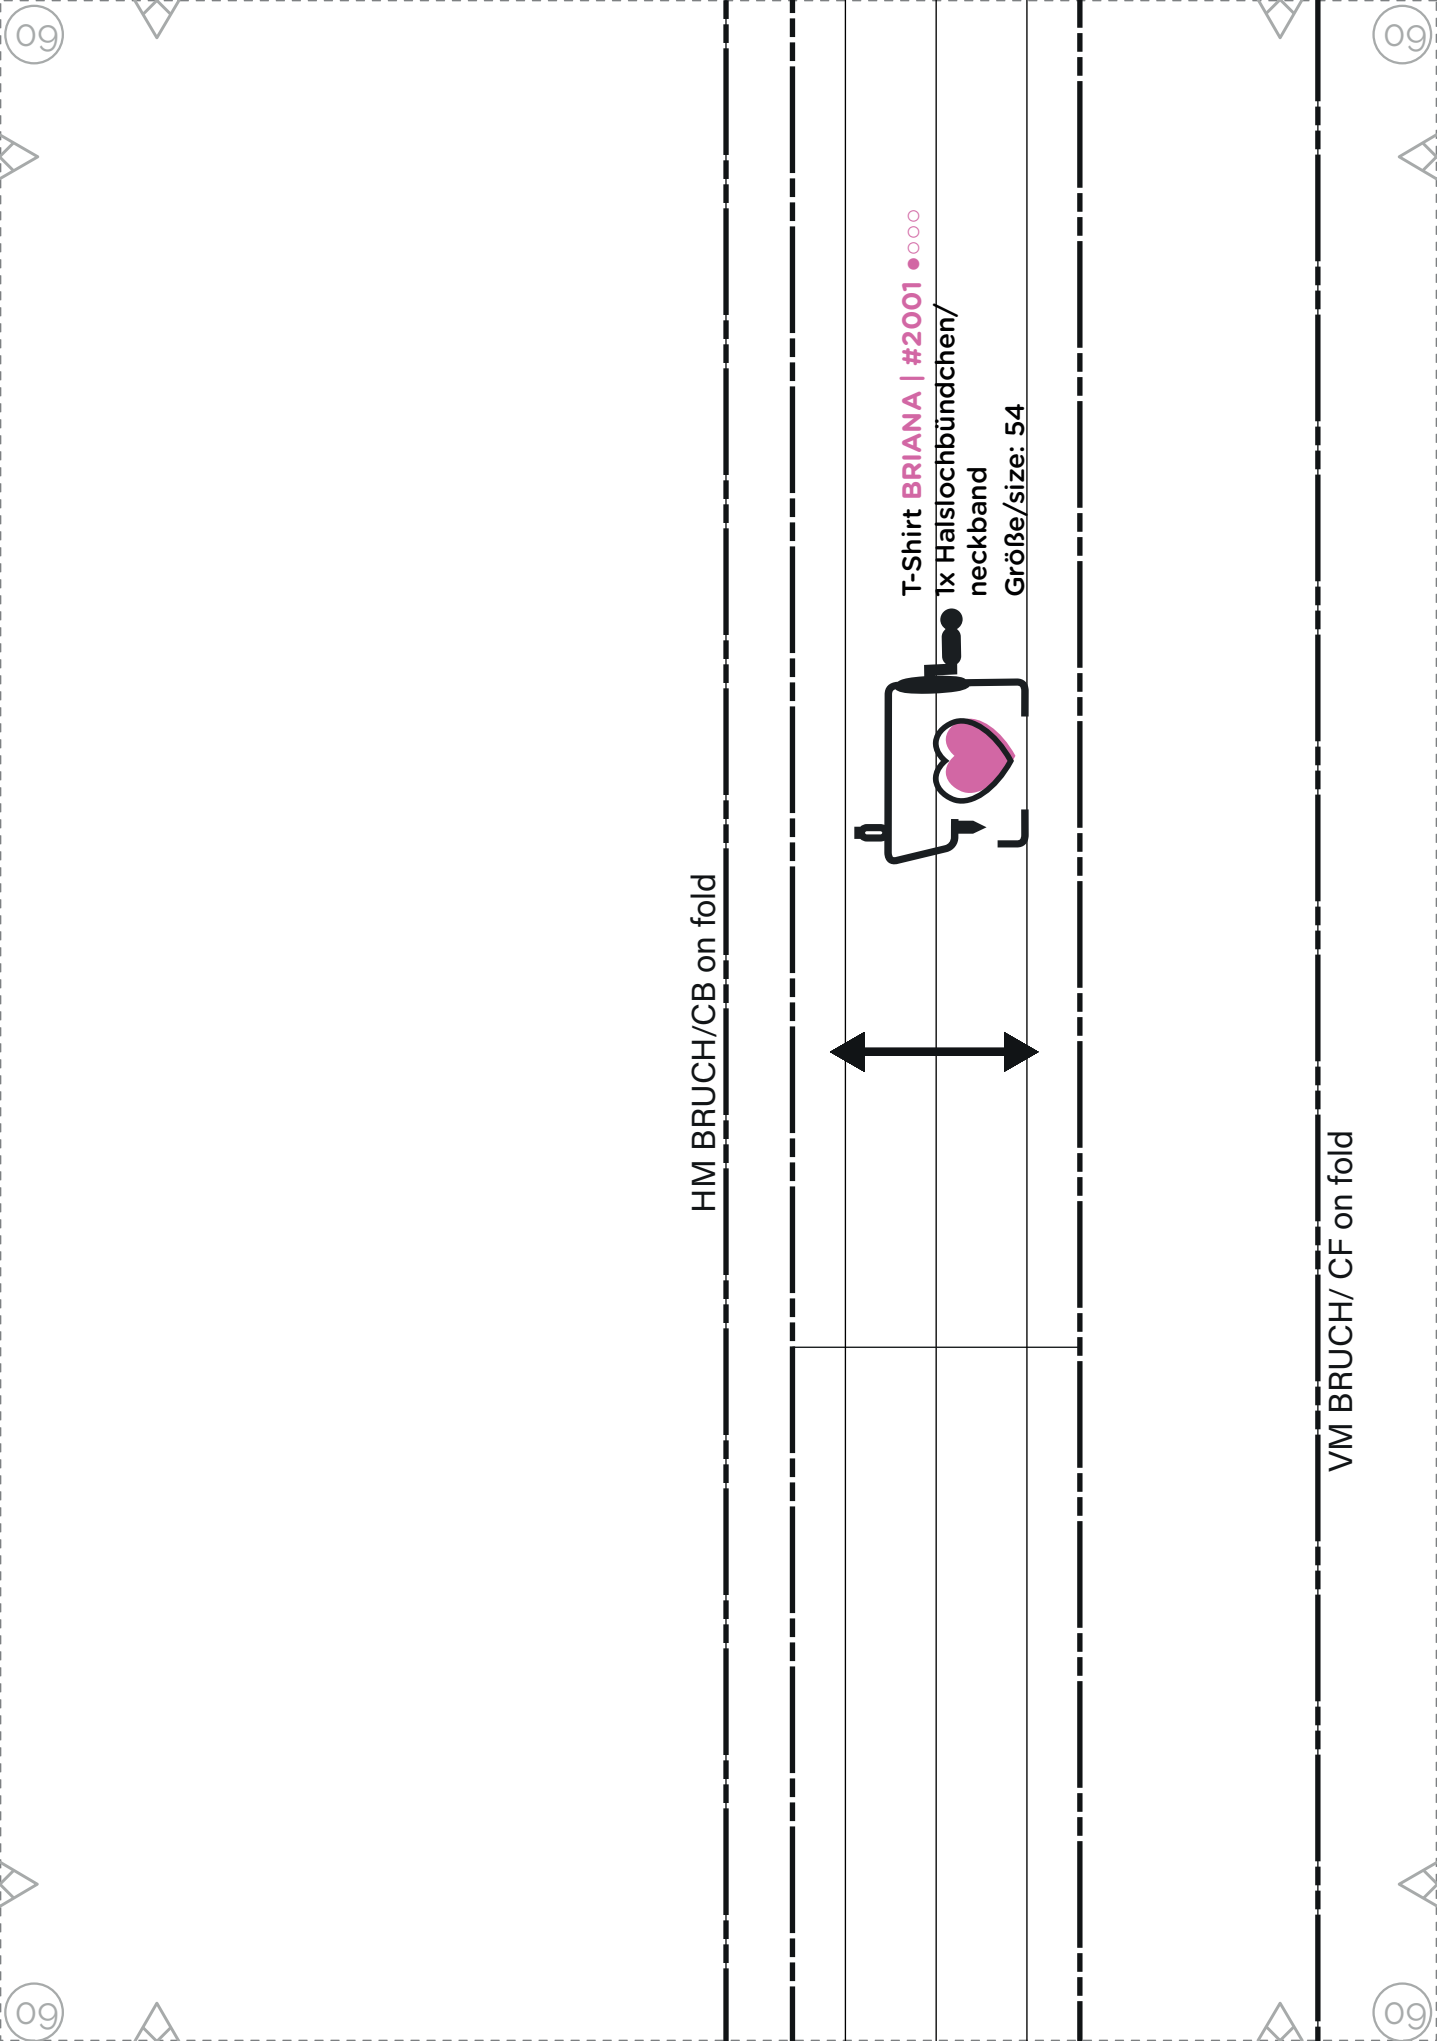 09
09
T-Shirt BRIANA | #2001
1x Halslochbündchen/
neckband
Größe/size: 54
HM BRUCH/CB on fold
VM BRUCH/ CF on fold
09
09